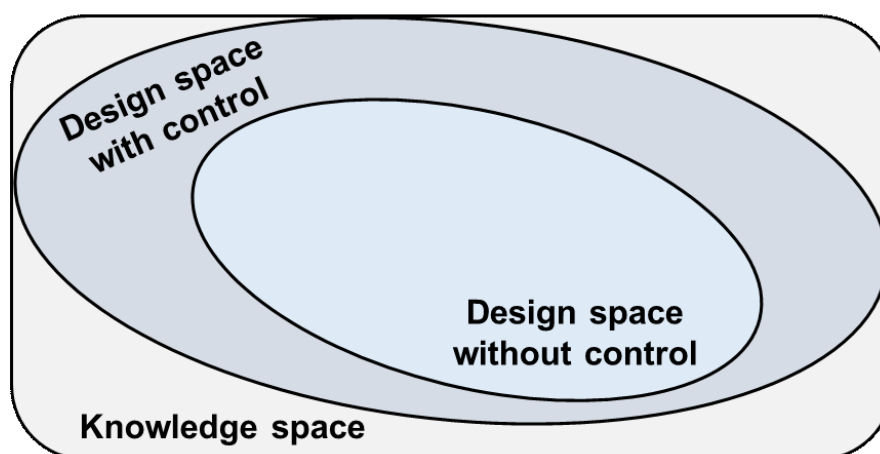 Design space
with control
Design space
without control
Knowledge space